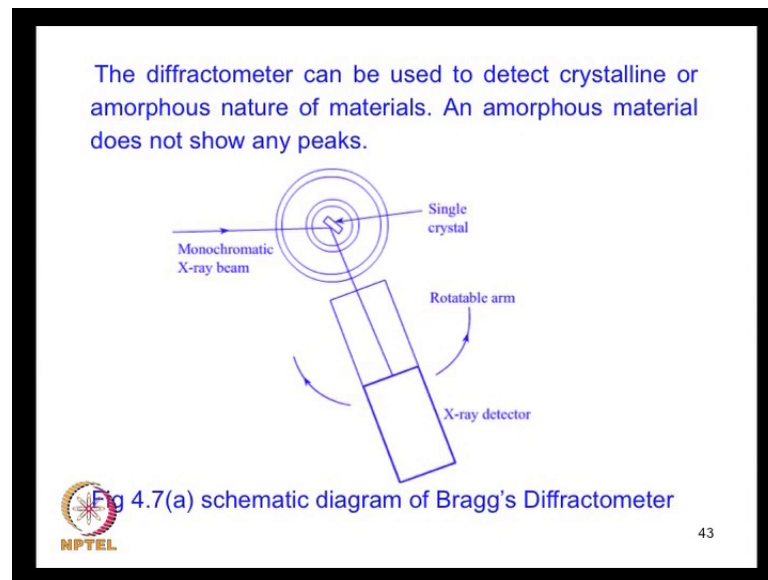 The diffractometer can be used to detect crystalline or
amorphous nature of materials. An amorphous material
does not show any peaks.
Single
crystal
Monochromatic
X-ray beam
Rotatable arm
X-ray detector
Fig 4.7(a) schematic diagram of Bragg's Diffractometer
NPTEL
43